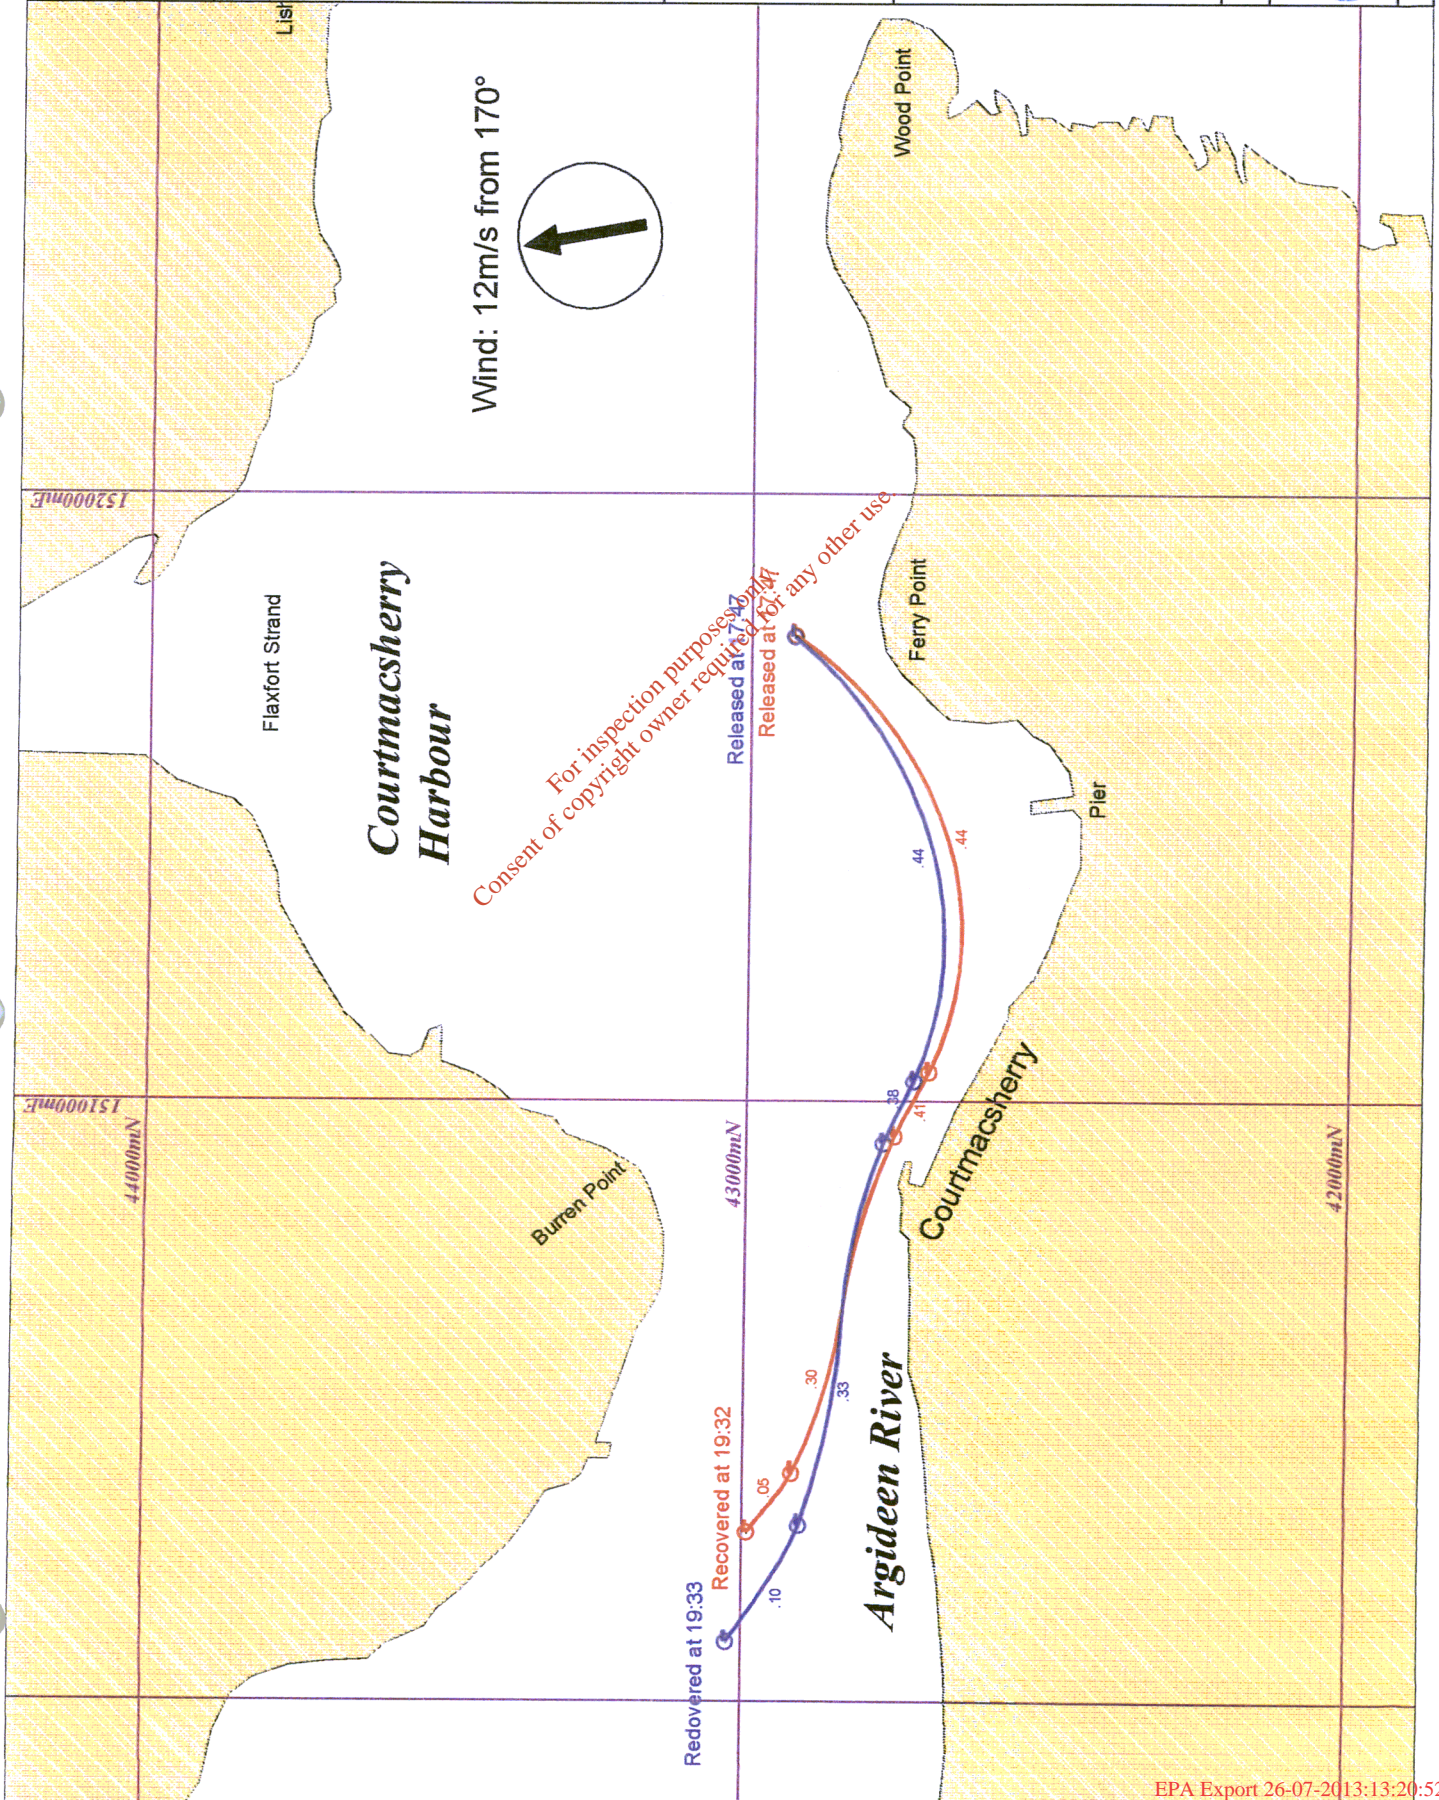 Lish
Wood Point
Wind: 12m/s from 170°
152000mE
Flaxfort Strand
Courtmacsherry
Harbour
Ferry Point
Released at 17:47
Released at 17:47
For inspection purposes only.
Consent of copyright owner required for any other use
Pier
.44
.44
151000mE
.38
.41
44000mN
43000mN
42000mN
Burren Point
Courtmacsherry
.30
.33
Argideen River
Recovered at 19:32
.05
Redovered at 19:33
.10
EPA Export 26-07-2013:13:20:52